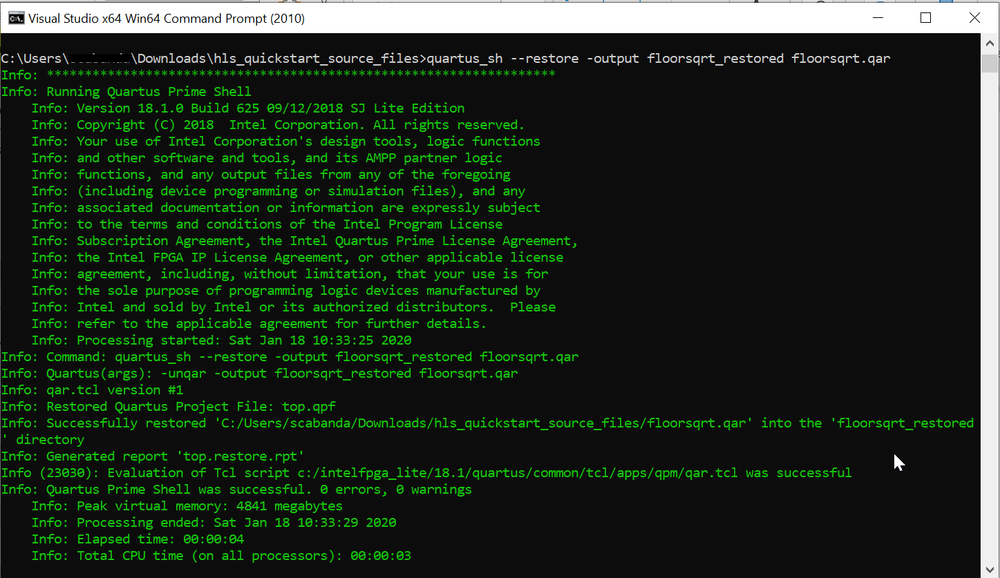 Visual Studio x64 Win64 Command Prompt (2010)
C:\Users\ \Downloads\hls_quickstart_source_files>quartus_sh --restore -output floorsqrt_restored floorsqrt.qar
Info: *******************************************************************
Info: Running Quartus Prime Shell
    Info: Version 18.1.0 Build 625 09/12/2018 SJ Lite Edition
    Info: Copyright (C) 2018  Intel Corporation. All rights reserved.
    Info: Your use of Intel Corporation's design tools, logic functions
    Info: and other software and tools, and its AMPP partner logic
    Info: functions, and any output files from any of the foregoing
    Info: (including device programming or simulation files), and any
    Info: associated documentation or information are expressly subject
    Info: to the terms and conditions of the Intel Program License
    Info: Subscription Agreement, the Intel Quartus Prime License Agreement,
    Info: the Intel FPGA IP License Agreement, or other applicable license
    Info: agreement, including, without limitation, that your use is for
    Info: the sole purpose of programming logic devices manufactured by
    Info: Intel and sold by Intel or its authorized distributors.  Please
    Info: refer to the applicable agreement for further details.
    Info: Processing started: Sat Jan 18 10:33:25 2020
Info: Command: quartus_sh --restore -output floorsqrt_restored floorsqrt.qar
Info: Quartus(args): -unqar -output floorsqrt_restored floorsqrt.qar
Info: qar.tcl version #1
Info: Restored Quartus Project File: top.qpf
Info: Successfully restored 'C:/Users/scabanda/Downloads/hls_quickstart_source_files/floorsqrt.qar' into the 'floorsqrt_restored
' directory
Info: Generated report 'top.restore.rpt'
Info (23030): Evaluation of Tcl script c:/intelfpga_lite/18.1/quartus/common/tcl/apps/qpm/qar.tcl was successful
Info: Quartus Prime Shell was successful. 0 errors, 0 warnings
    Info: Peak virtual memory: 4841 megabytes
    Info: Processing ended: Sat Jan 18 10:33:29 2020
    Info: Elapsed time: 00:00:04
    Info: Total CPU time (on all processors): 00:00:03